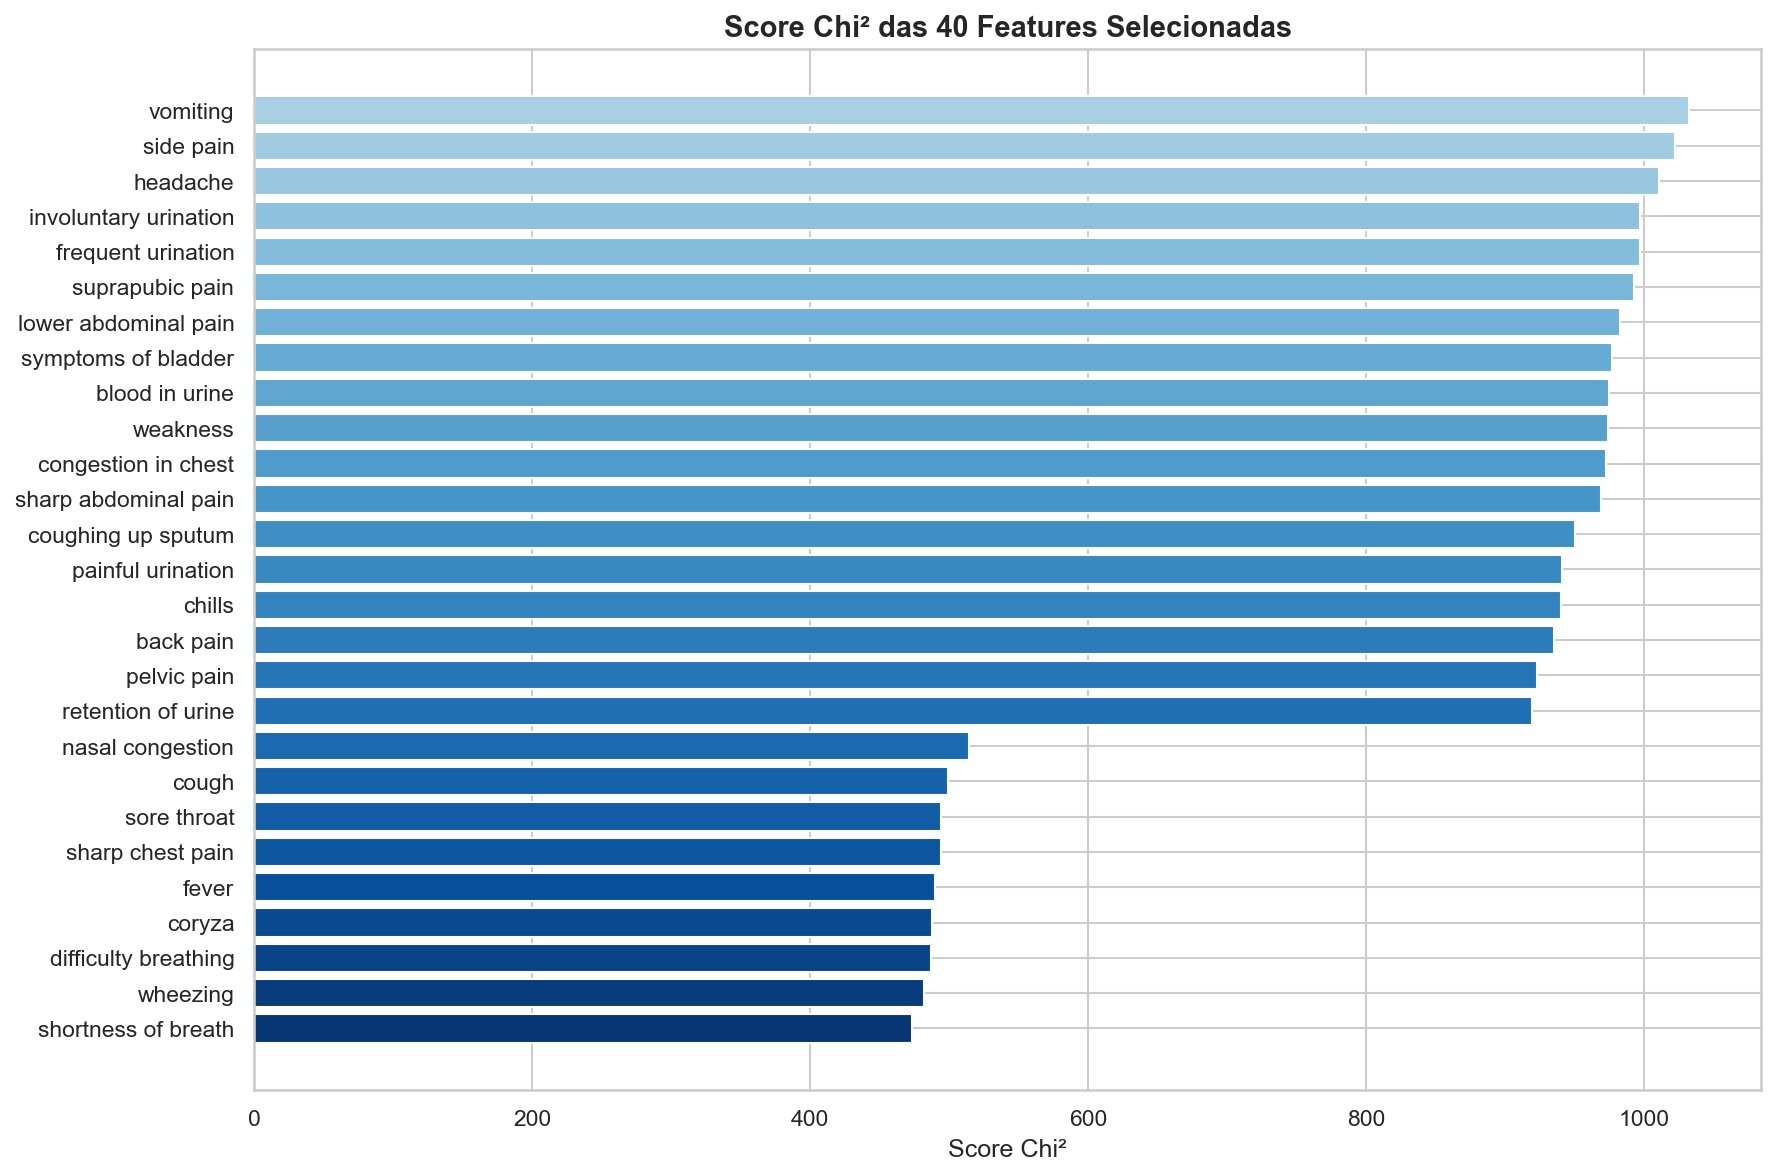 Score Chi² das 40 Features Selecionadas
vomiting
side pain
headache
involuntary urination
frequent urination
suprapubic pain
lower abdominal pain
symptoms of bladder
blood in urine
weakness
congestion in chest
sharp abdominal pain
coughing up sputum
painful urination
chills
back pain
pelvic pain
retention of urine
nasal congestion
cough
sore throat
sharp chest pain
fever
coryza
difficulty breathing
wheezing
shortness of breath
0 200 400 600 800 1000
Score Chi²